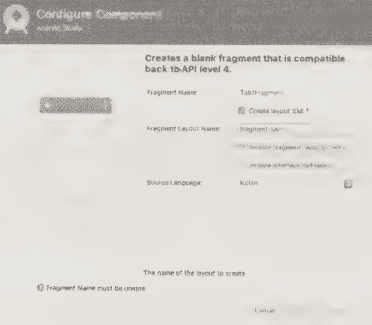 Configure Component
Android Studio
Creates a blank fragment that is compatible
back to API level 4.
Fragment Name
Tab1Fragment
Create layout XML?
Fragment Layout Name
Source Language
Kotlin
The name of the layout to create
Fragment Name must be unique
Cancel